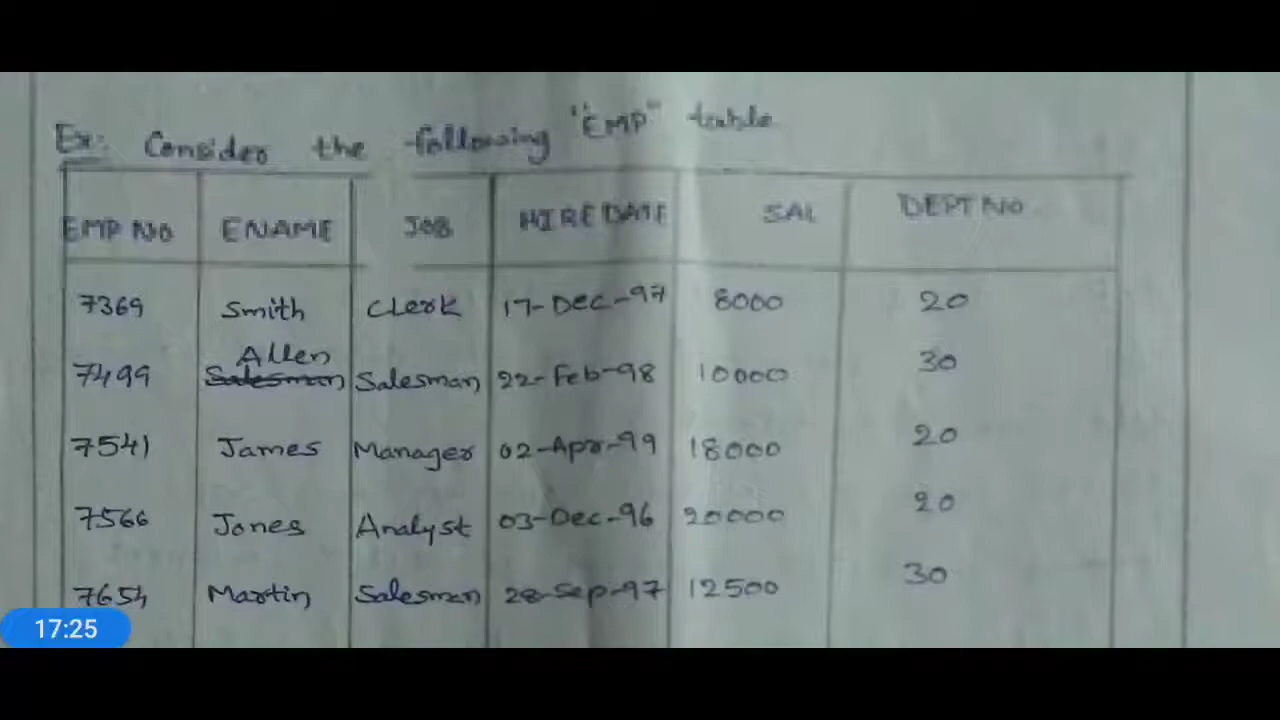 Ex: Consider the following "EMP" table
EMP NO ENAME JOB HIREDATE SAL DEPTNO
7369 Smith Clerk 17-Dec-97 8000 20
Allen
7499 Salesman Salesman 22-Feb-98 10000 30
7541 James Manager 02-Apr-99 18000 20
7566 Jones Analyst 03-Dec-96 20000 20
7654 Martin Salesman 28-Sep-97 12500 30
17:25